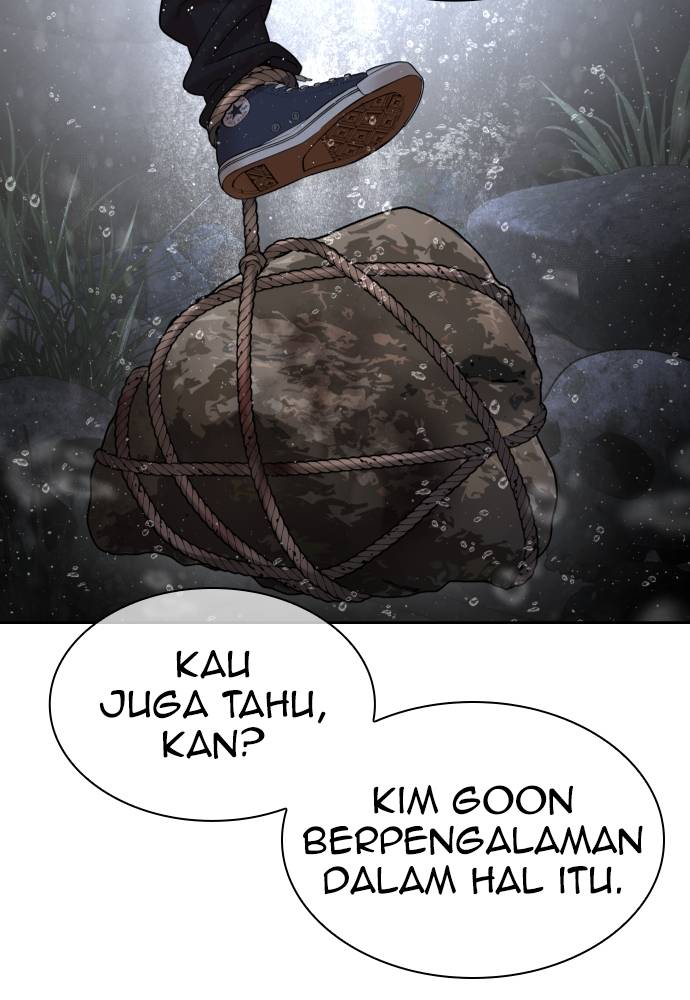 KAU
JUGA TAHU,
KAN?
KIM GOON
BERPENGALAMAN
DALAM HAL ITU.